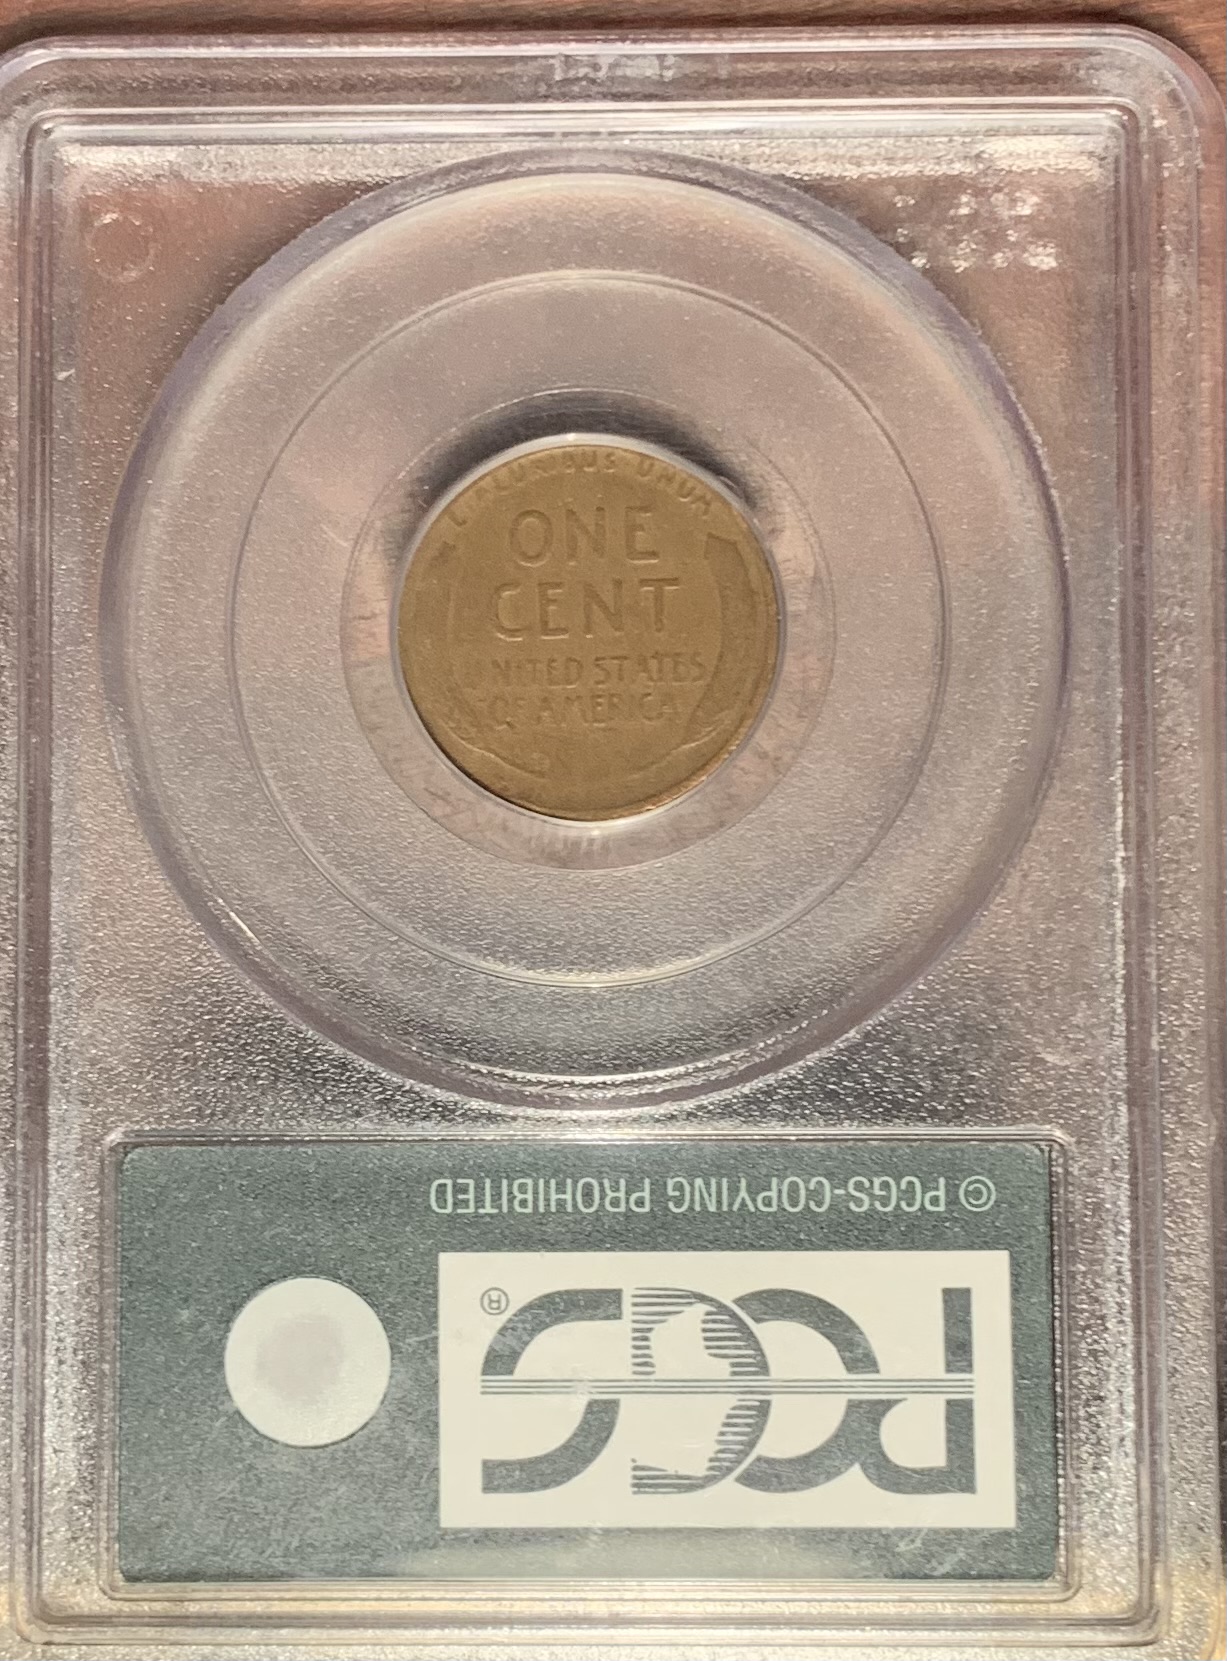 E PLURIBUS UNUM
ONE
CENT
UNITED STATES
OF AMERICA
© PCGS-COPYING PROHIBITED
PCGS®